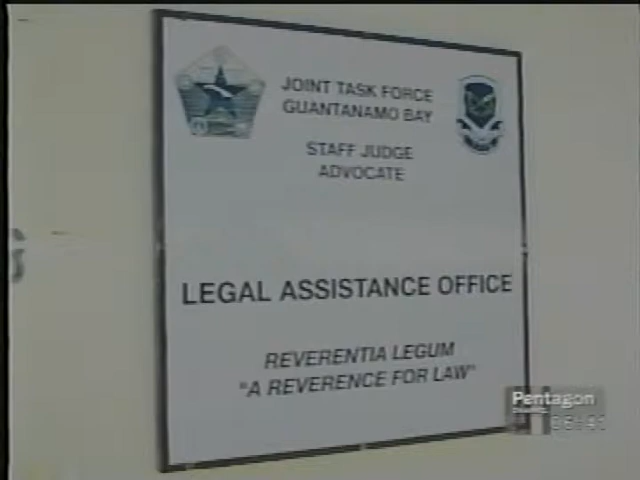 JOINT TASK FORCE
GUANTANAMO BAY
STAFF JUDGE
ADVOCATE
LEGAL ASSISTANCE OFFICE
REVERENTIA LEGUM
"A REVERENCE FOR LAW"
Pentagon